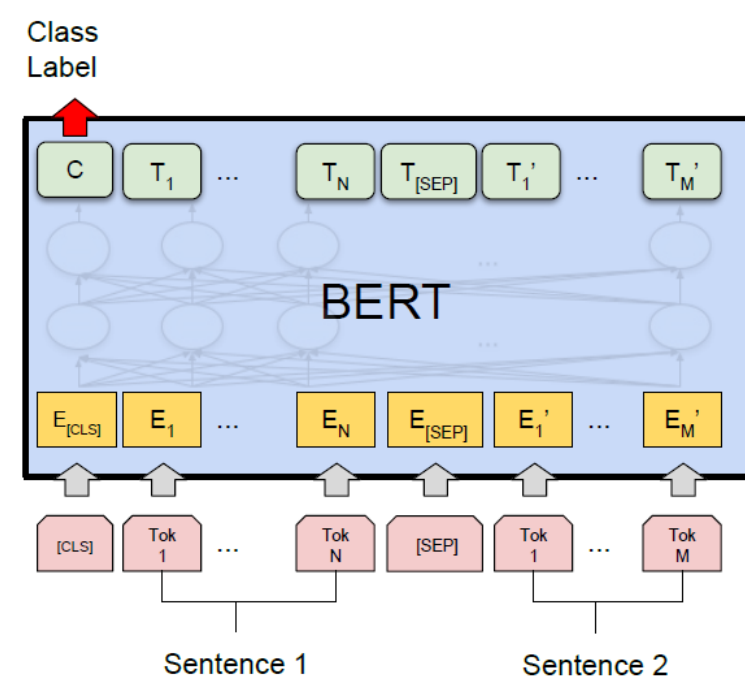 Class
Label
C T1 ... TN T[SEP] T1’ ... TM’
...
BERT
...
E[CLS] E1 ... EN E[SEP] E1’ ... EM’
[CLS] Tok 1 ... Tok N [SEP] Tok 1 ... Tok M
Sentence 1 Sentence 2